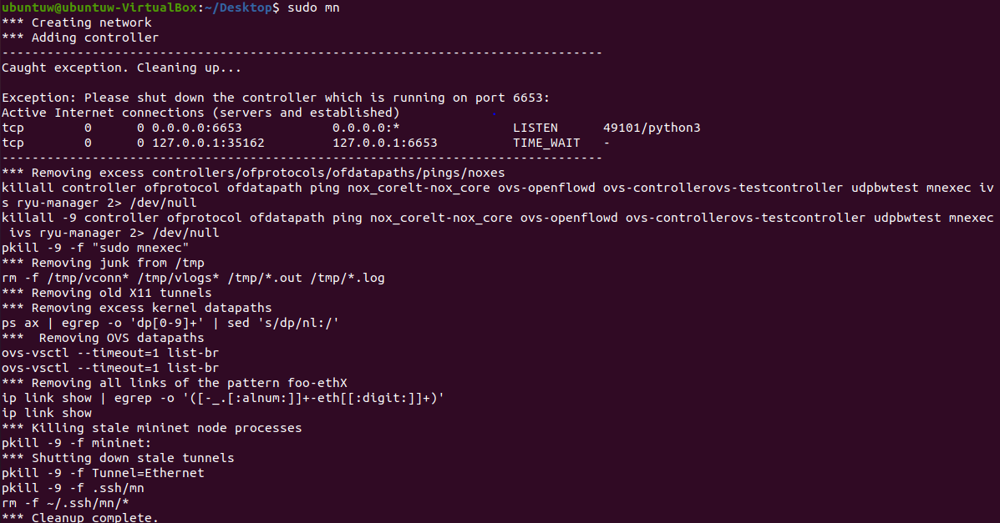 ubuntuw@ubuntuw-VirtualBox:~/Desktop$ sudo mn
*** Creating network
*** Adding controller
--------------------------------------------------------------------------------
Caught exception. Cleaning up...

Exception: Please shut down the controller which is running on port 6653:
Active Internet connections (servers and established)
tcp        0      0 0.0.0.0:6653            0.0.0.0:*               LISTEN      49101/python3
tcp        0      0 127.0.0.1:35162         127.0.0.1:6653          TIME_WAIT   -
--------------------------------------------------------------------------------
*** Removing excess controllers/ofprotocols/ofdatapaths/pings/noxes
killall controller ofprotocol ofdatapath ping nox_corelt-nox_core ovs-openflowd ovs-controllerovs-testcontroller udpbwtest mnexec iv
s ryu-manager 2> /dev/null
killall -9 controller ofprotocol ofdatapath ping nox_corelt-nox_core ovs-openflowd ovs-controllerovs-testcontroller udpbwtest mnexec
 ivs ryu-manager 2> /dev/null
pkill -9 -f "sudo mnexec"
*** Removing junk from /tmp
rm -f /tmp/vconn* /tmp/vlogs* /tmp/*.out /tmp/*.log
*** Removing old X11 tunnels
*** Removing excess kernel datapaths
ps ax | egrep -o 'dp[0-9]+' | sed 's/dp/nl:/'
***  Removing OVS datapaths
ovs-vsctl --timeout=1 list-br
ovs-vsctl --timeout=1 list-br
*** Removing all links of the pattern foo-ethX
ip link show | egrep -o '([-_.[:alnum:]]+-eth[[:digit:]]+)'
ip link show
*** Killing stale mininet node processes
pkill -9 -f mininet:
*** Shutting down stale tunnels
pkill -9 -f Tunnel=Ethernet
pkill -9 -f .ssh/mn
rm -f ~/.ssh/mn/*
*** Cleanup complete.